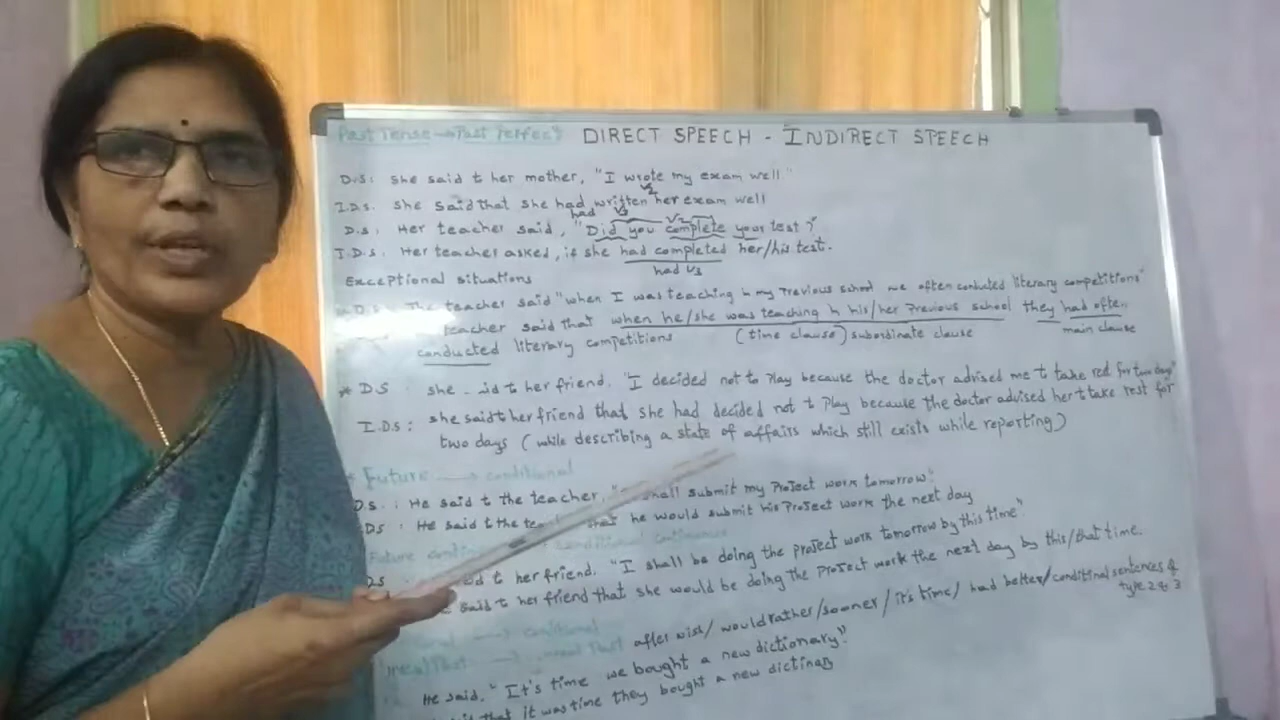 Past Tense → Past Perfect DIRECT SPEECH - INDIRECT SPEECH
D.S: She said to her mother, "I wrote my exam well"
V2
I.D.S: She said that she had written her exam well
had V3
V2
D.S: Her teacher said, "Did you complete your test?"
I.D.S: Her teacher asked, if she had completed her/his test.
had V3
Exceptional situations
D.S: The teacher said "when I was teaching in my previous school we often conducted literary competitions"
teacher said that when he/she was teaching in his/her previous school they had often
conducted literary competitions (time clause) subordinate clause main clause
* D S : She id to her friend. "I decided not to play because the doctor advised me to take rest for two days"
I.D.S : she said to her friend that she had decided not to play because the doctor advised her to take rest for
two days (while describing a state of affairs which still exists while reporting)
* Future → conditional
D.S. : He said to the teacher, "I shall submit my project work tomorrow".
DS : He said to the that he would submit his project work the next day
Future conditional continuous
DS to her friend. "I shall be doing the project work tomorrow by this time".
said to her friend that she would be doing the project work the next day by this/that time.
conditional
Unreal Past → unreal past after wish/would rather/sooner/it's time/had better/conditional sentences of
type 2 & 3
He said, "It's time we bought a new dictionary."
that it was time they bought a new dictinary